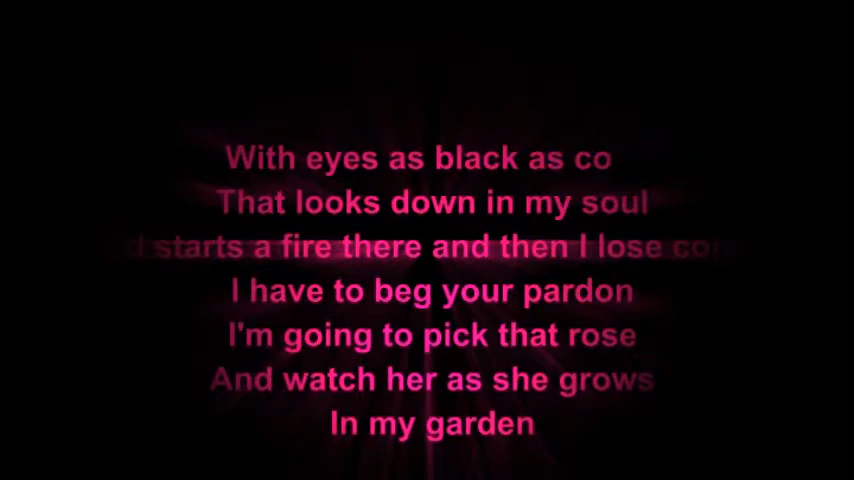 With eyes as black as co
That looks down in my soul
starts a fire there and then I lose
I have to beg your pardon
I'm going to pick that rose
And watch her as she grows
In my garden